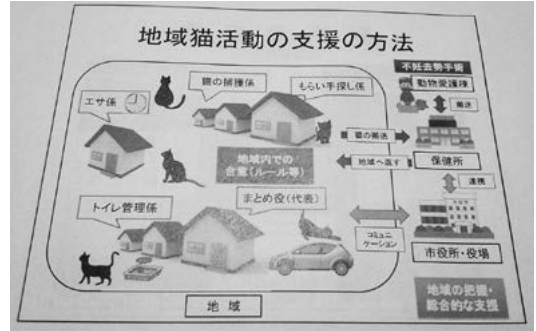 地域猫活動の支援の方法
不妊去勢手術
動物愛護棟
エサ係
猫の捕獲係
もらい手探し係
搬送
猫の搬送
地域へ返す
保健所
地域内での
合意(ルール等)
連携
トイレ管理係
まとめ役(代表)
コミュニ
ケーション
市役所・役場
地域
地域の把握・
総合的な支援